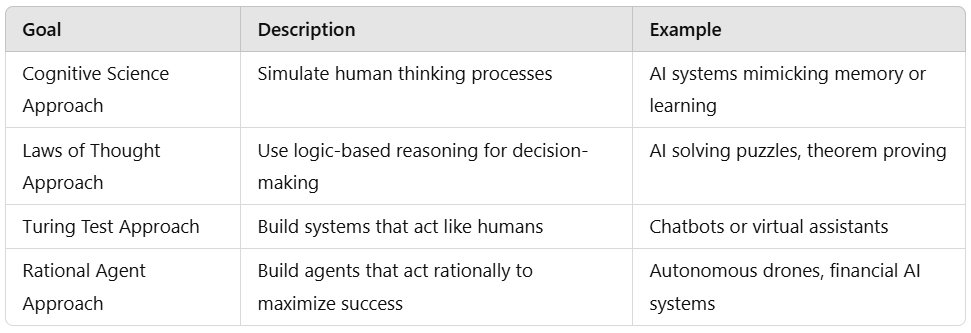 Goal Description Example
Cognitive Science Simulate human thinking processes AI systems mimicking memory or
Approach learning
Laws of Thought Use logic-based reasoning for decision- AI solving puzzles, theorem proving
Approach making
Turing Test Approach Build systems that act like humans Chatbots or virtual assistants
Rational Agent Build agents that act rationally to Autonomous drones, financial AI
Approach maximize success systems